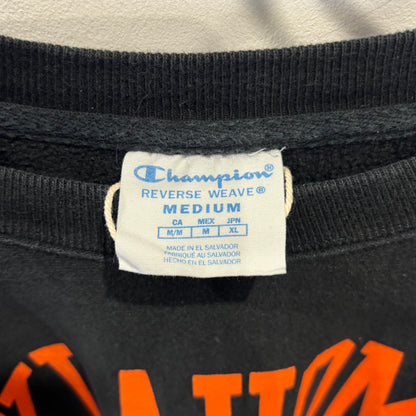 Champion®
REVERSE WEAVE®
MEDIUM
CA MEX JPN
M/M M XL
MADE IN EL SALVADOR
FABRIQUÉ AU SALVADOR
HECHO EN EL SALVADOR